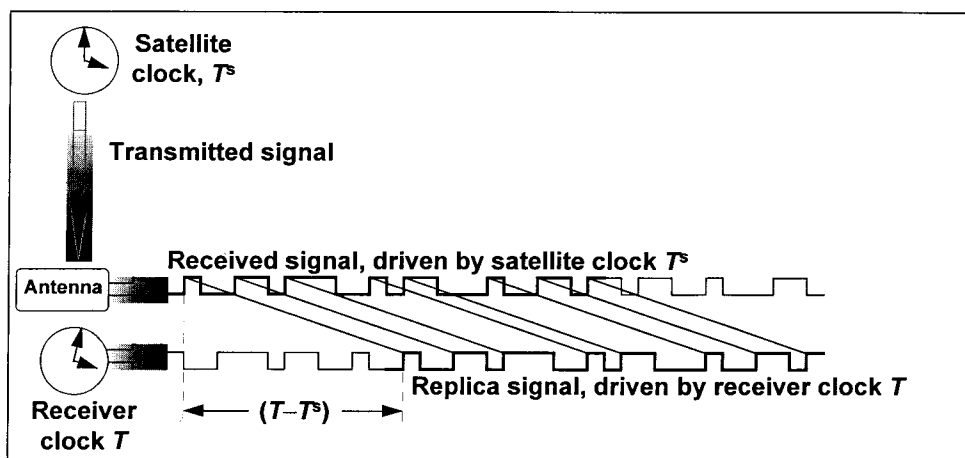 Satellite
clock, Tˢ
Transmitted signal
Received signal, driven by satellite clock Tˢ
Antenna
Replica signal, driven by receiver clock T
(T–Tˢ)
Receiver
clock T